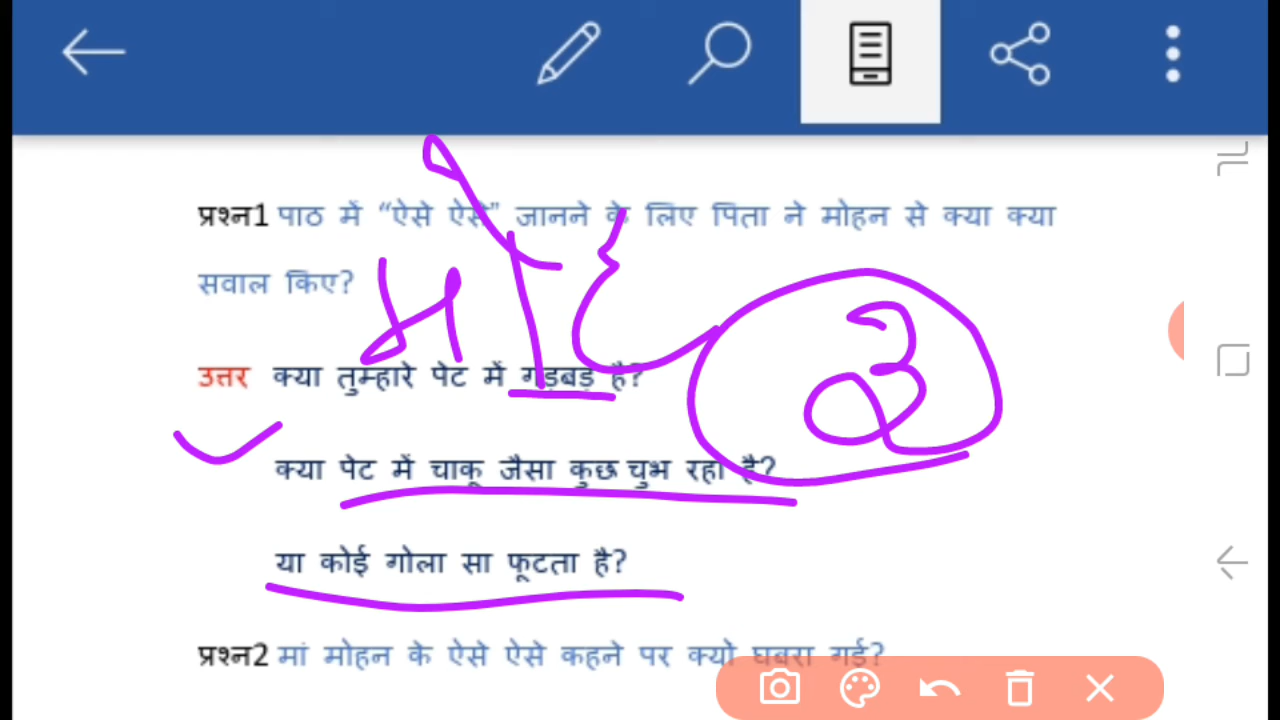 प्रश्न1 पाठ में “ऐसे ऐसे” जानने के लिए पिता ने मोहन से क्या क्या
सवाल किए?
उत्तर क्या तुम्हारे पेट में गड़बड़ है?
क्या पेट में चाकू जैसा कुछ चुभ रहा है?
या कोई गोला सा फूटता है?
प्रश्न2 मां मोहन के ऐसे ऐसे कहने पर क्यों घबरा गई?